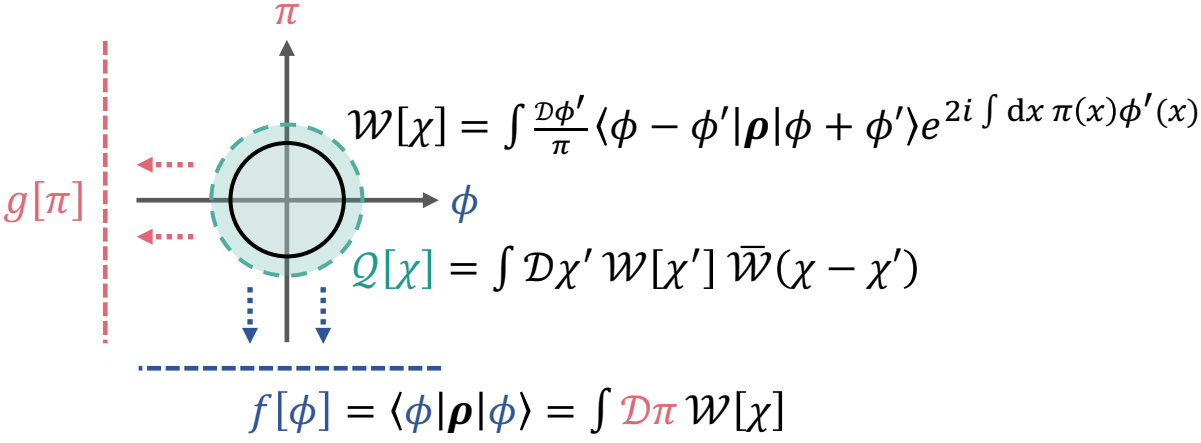 π
𝒲[χ] = ∫ 𝒟ϕ′/π ⟨ϕ − ϕ′|𝝆|ϕ + ϕ′⟩e^{2i ∫ dx π(x)ϕ′(x)}
g[π]
ϕ
𝒬[χ] = ∫ 𝒟χ′ 𝒲[χ′] 𝒲̅(χ − χ′)
f[ϕ] = ⟨ϕ|𝝆|ϕ⟩ = ∫ 𝒟π 𝒲[χ]